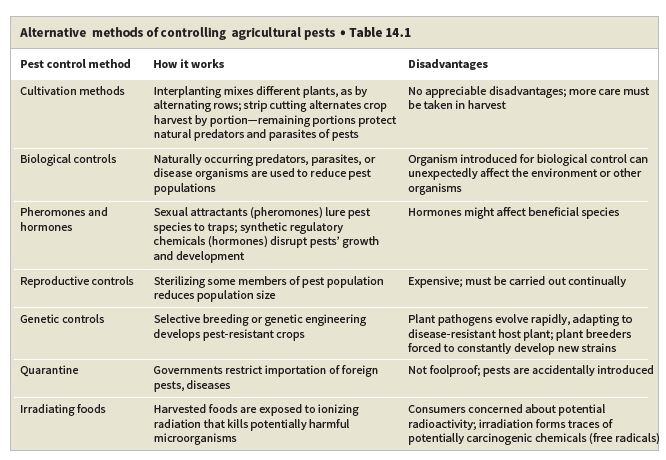 Alternative methods of controlling agricultural pests • Table 14.1
Pest control method How it works Disadvantages
Cultivation methods Interplanting mixes different plants, as by No appreciable disadvantages; more care must
alternating rows; strip cutting alternates crop be taken in harvest
harvest by portion—remaining portions protect
natural predators and parasites of pests
Biological controls Naturally occurring predators, parasites, or Organism introduced for biological control can
disease organisms are used to reduce pest unexpectedly affect the environment or other
populations organisms
Pheromones and Sexual attractants (pheromones) lure pest Hormones might affect beneficial species
hormones species to traps; synthetic regulatory
chemicals (hormones) disrupt pests' growth
and development
Reproductive controls Sterilizing some members of pest population Expensive; must be carried out continually
reduces population size
Genetic controls Selective breeding or genetic engineering Plant pathogens evolve rapidly, adapting to
develops pest-resistant crops disease-resistant host plant; plant breeders
forced to constantly develop new strains
Quarantine Governments restrict importation of foreign Not foolproof; pests are accidentally introduced
pests, diseases
Irradiating foods Harvested foods are exposed to ionizing Consumers concerned about potential
radiation that kills potentially harmful radioactivity; irradiation forms traces of
microorganisms potentially carcinogenic chemicals (free radicals)